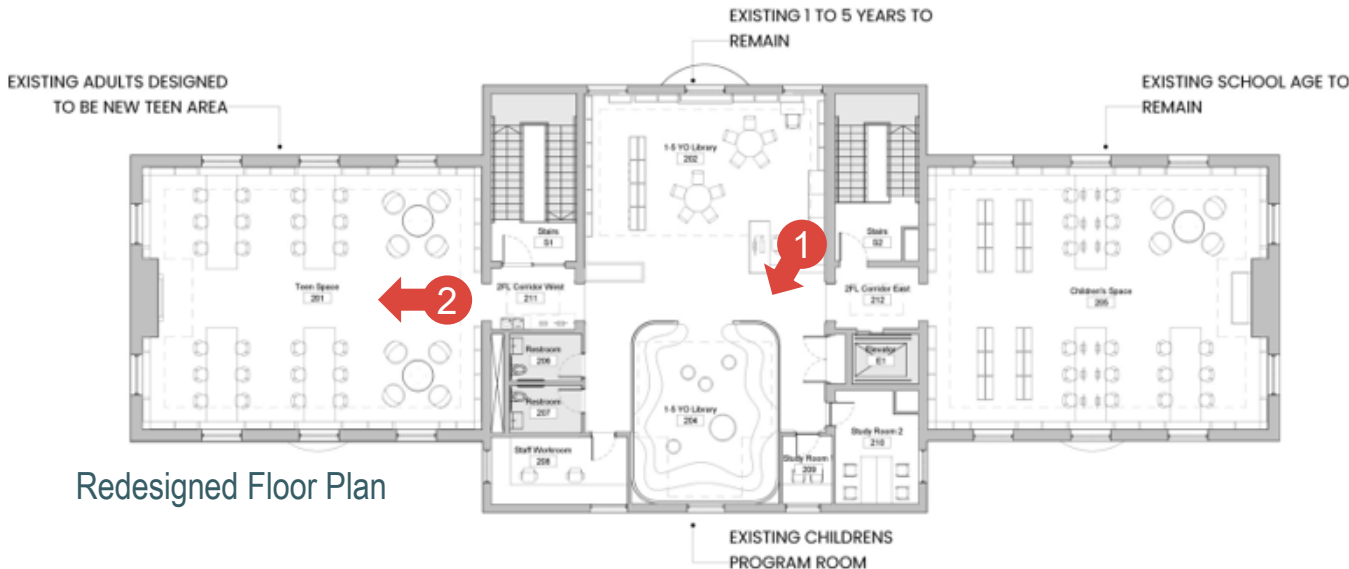 EXISTING 1 TO 5 YEARS TO
REMAIN
EXISTING ADULTS DESIGNED
TO BE NEW TEEN AREA
EXISTING SCHOOL AGE TO
REMAIN
1-5 YO Library
202
Stairs
S1
Stairs
S2
1
2
Teen Space
201
2FL Corridor West
211
2FL Corridor East
212
Children's Space
205
Restroom
206
Elevator
E1
Restroom
207
1-5 YO Library
204
Study Room 2
210
Staff Workroom
208
Study Room 1
209
Redesigned Floor Plan
EXISTING CHILDRENS
PROGRAM ROOM